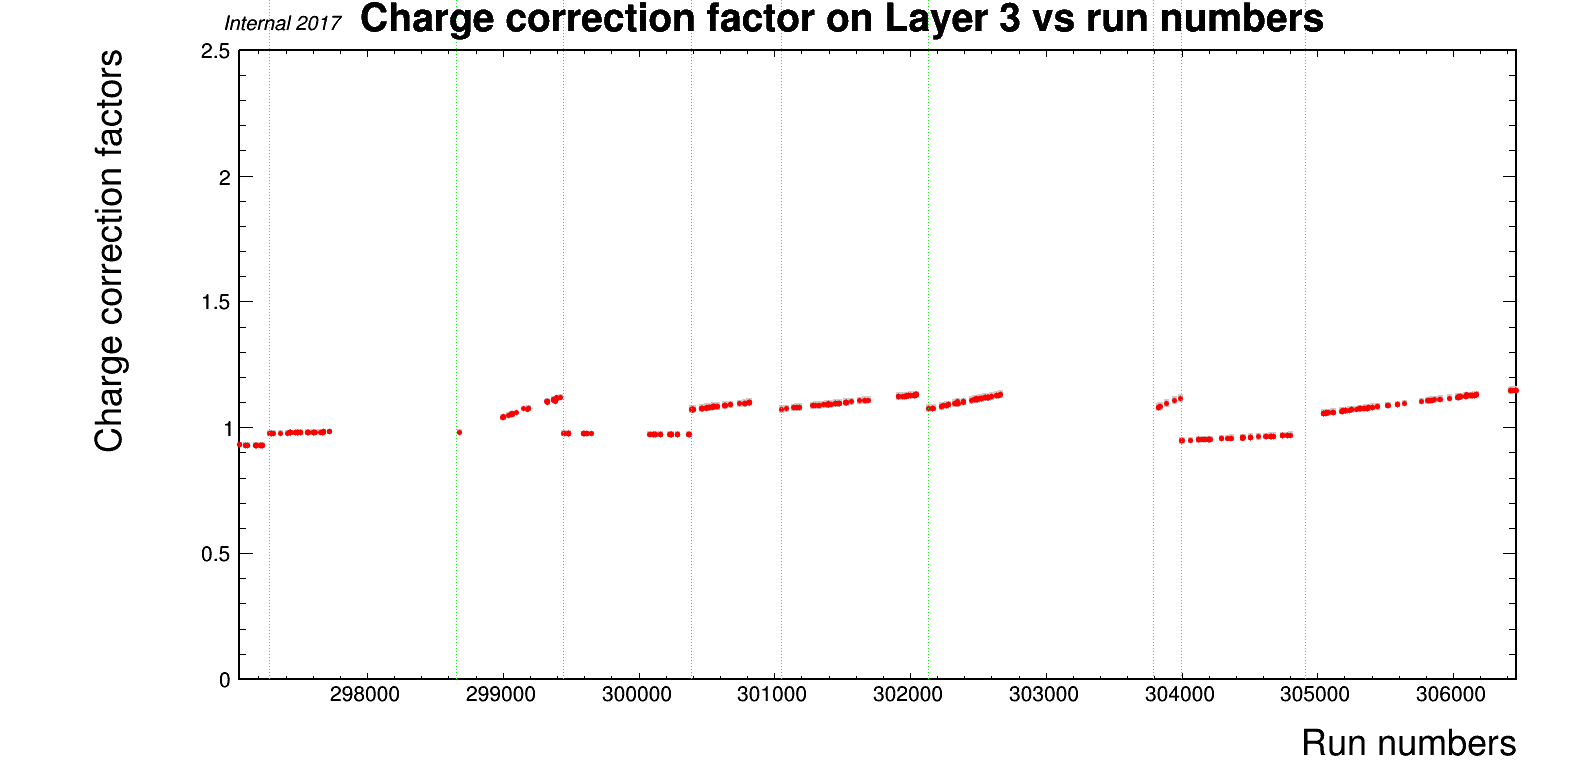 Internal 2017 Charge correction factor on Layer 3 vs run numbers
Charge correction factors
2.5
2
1.5
1
0.5
0
298000 299000 300000 301000 302000 303000 304000 305000 306000
Run numbers